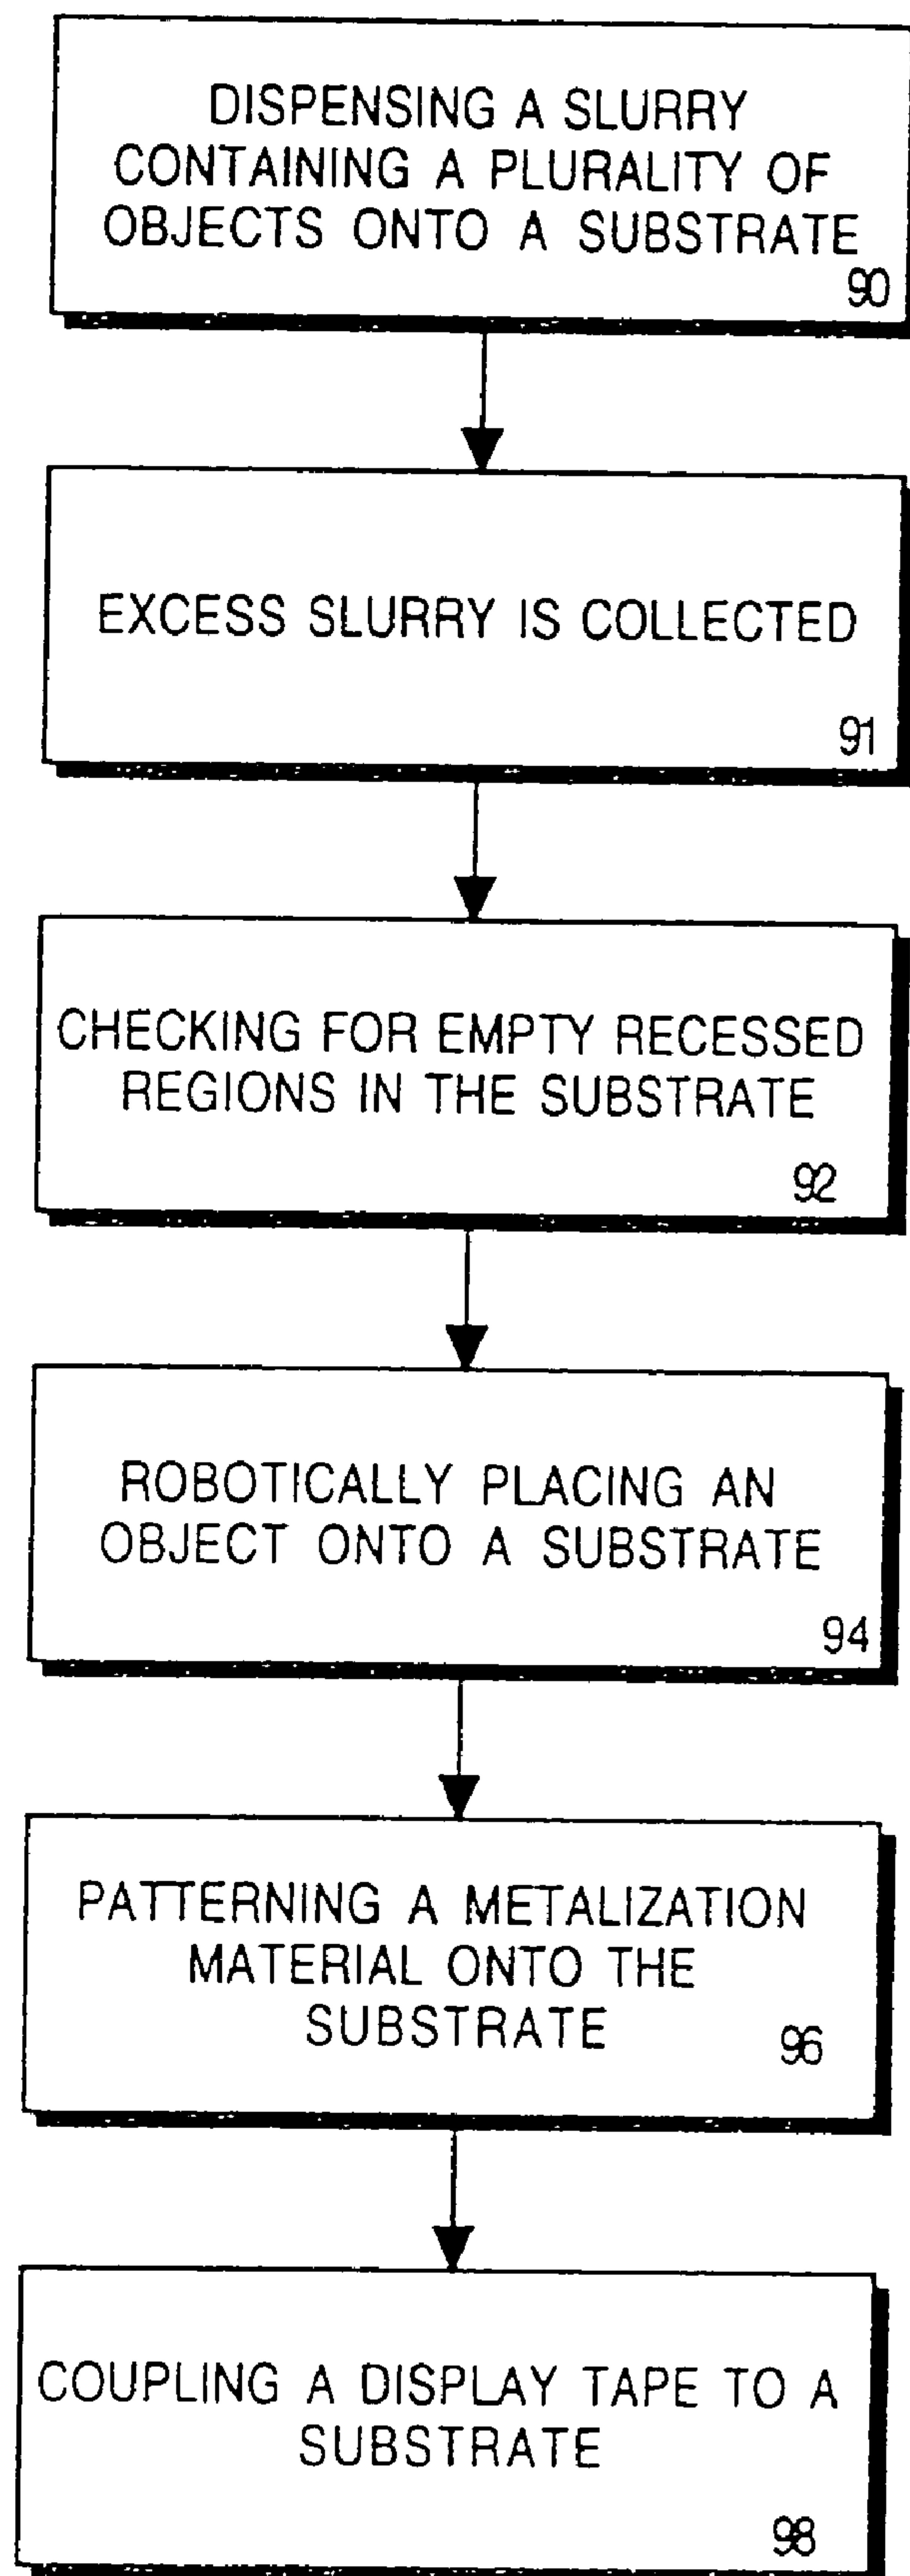 DISPENSING A SLURRY
CONTAINING A PLURALITY OF
OBJECTS ONTO A SUBSTRATE
90
EXCESS SLURRY IS COLLECTED
91
CHECKING FOR EMPTY RECESSED
REGIONS IN THE SUBSTRATE
92
ROBOTICALLY PLACING AN
OBJECT ONTO A SUBSTRATE
94
PATTERNING A METALIZATION
MATERIAL ONTO THE
SUBSTRATE
96
COUPLING A DISPLAY TAPE TO A
SUBSTRATE
98